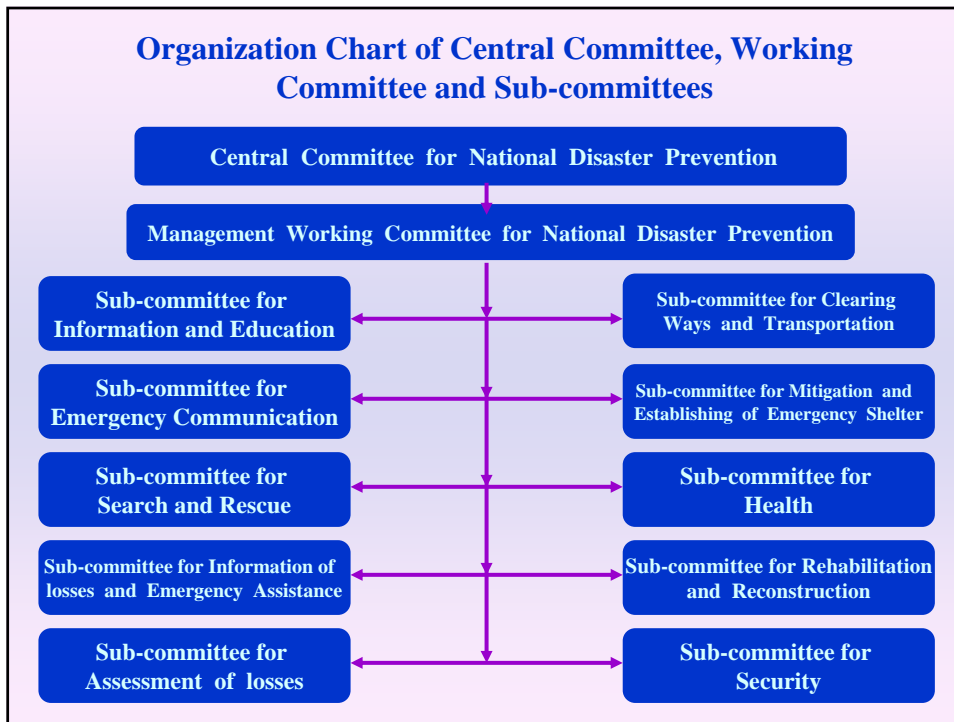 Organization Chart of Central Committee, Working
Committee and Sub-committees
Central Committee for National Disaster Prevention
Management Working Committee for National Disaster Prevention
Sub-committee for
Information and Education
Sub-committee for Clearing
Ways and Transportation
Sub-committee for
Emergency Communication
Sub-committee for Mitigation and
Establishing of Emergency Shelter
Sub-committee for
Search and Rescue
Sub-committee for
Health
Sub-committee for Information of
losses and Emergency Assistance
Sub-committee for Rehabilitation
and Reconstruction
Sub-committee for
Assessment of losses
Sub-committee for
Security